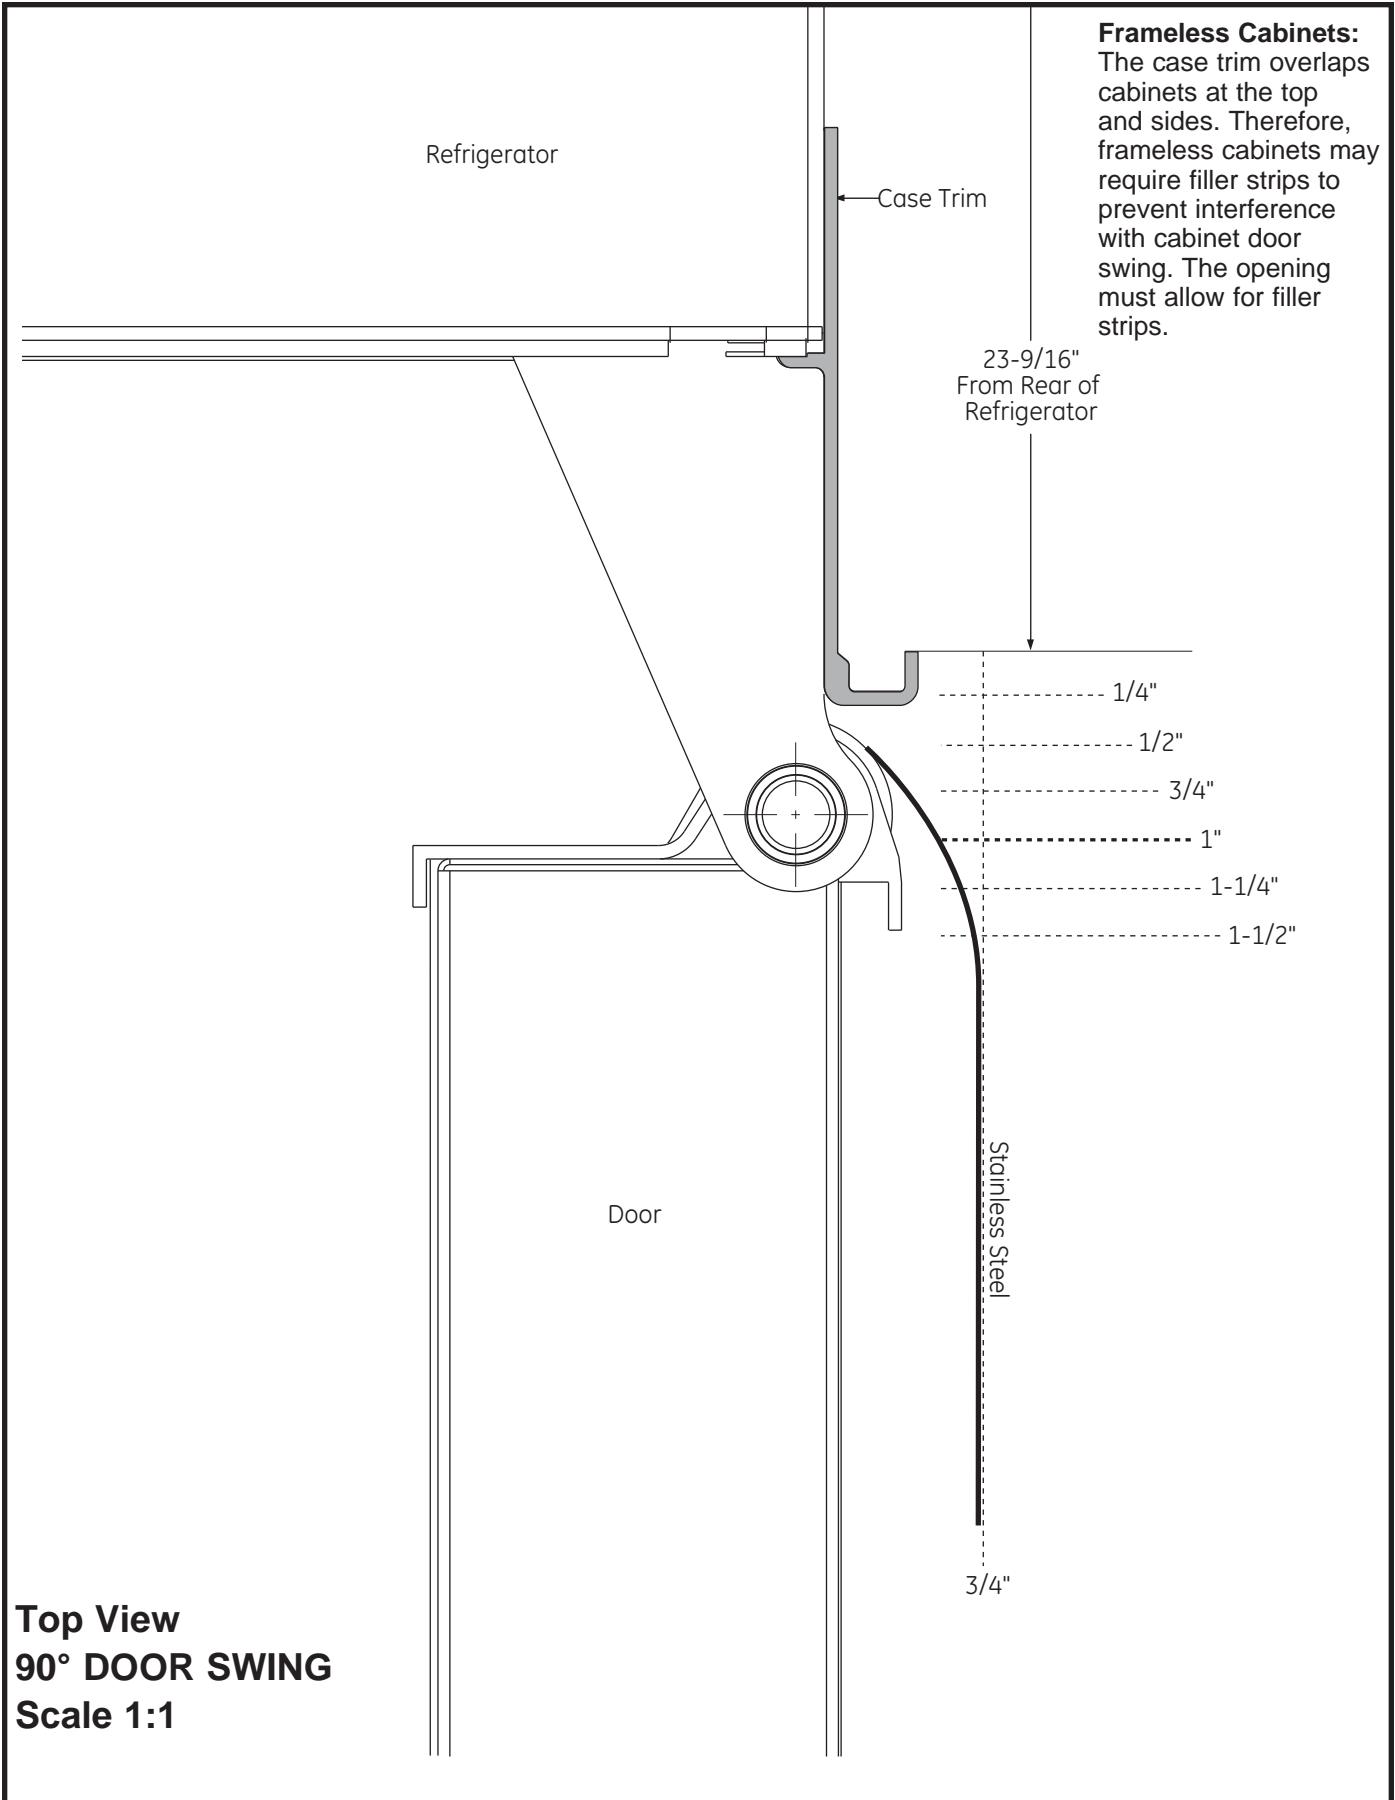 Frameless Cabinets:
The case trim overlaps
cabinets at the top
and sides. Therefore,
frameless cabinets may
require filler strips to
prevent interference
with cabinet door
swing. The opening
must allow for filler
strips.
Refrigerator
Case Trim
23-9/16"
From Rear of
Refrigerator
1/4"
1/2"
3/4"
1"
1-1/4"
1-1/2"
Stainless Steel
Door
3/4"
Top View
90° DOOR SWING
Scale 1:1